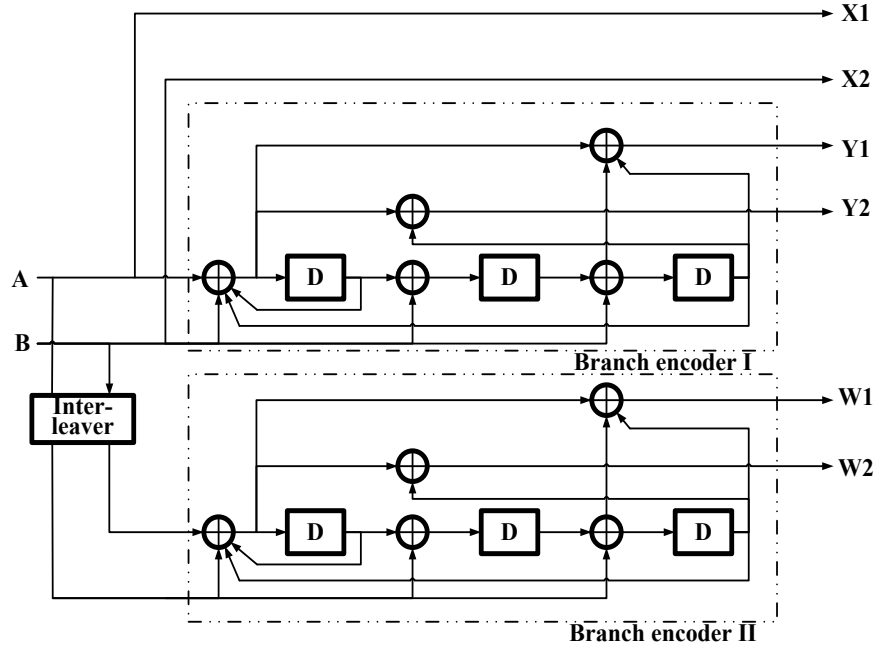 X1
X2
Y1
Y2
A
D
D
D
B
Branch encoder I
W1
Inter-
leaver
W2
D
D
D
Branch encoder II